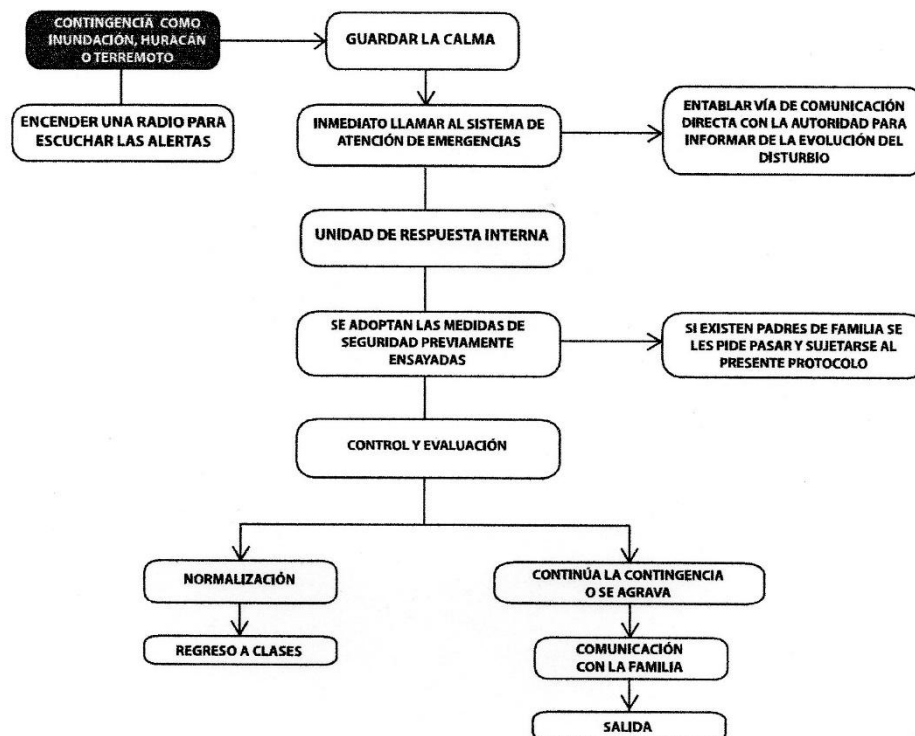 CONTINGENCIA COMO
INUNDACIÓN, HURACÁN
O TERREMOTO
GUARDAR LA CALMA
ENCENDER UNA RADIO PARA
ESCUCHAR LAS ALERTAS
INMEDIATO LLAMAR AL SISTEMA DE
ATENCIÓN DE EMERGENCIAS
ENTABLAR VÍA DE COMUNICACIÓN
DIRECTA CON LA AUTORIDAD PARA
INFORMAR DE LA EVOLUCIÓN DEL
DISTURBIO
UNIDAD DE RESPUESTA INTERNA
SE ADOPTAN LAS MEDIDAS DE
SEGURIDAD PREVIAMENTE
ENSAYADAS
SI EXISTEN PADRES DE FAMILIA SE
LES PIDE PASAR Y SUJETARSE AL
PRESENTE PROTOCOLO
CONTROL Y EVALUACIÓN
NORMALIZACIÓN
REGRESO A CLASES
CONTINÚA LA CONTINGENCIA
O SE AGRAVA
COMUNICACIÓN
CON LA FAMILIA
SALIDA